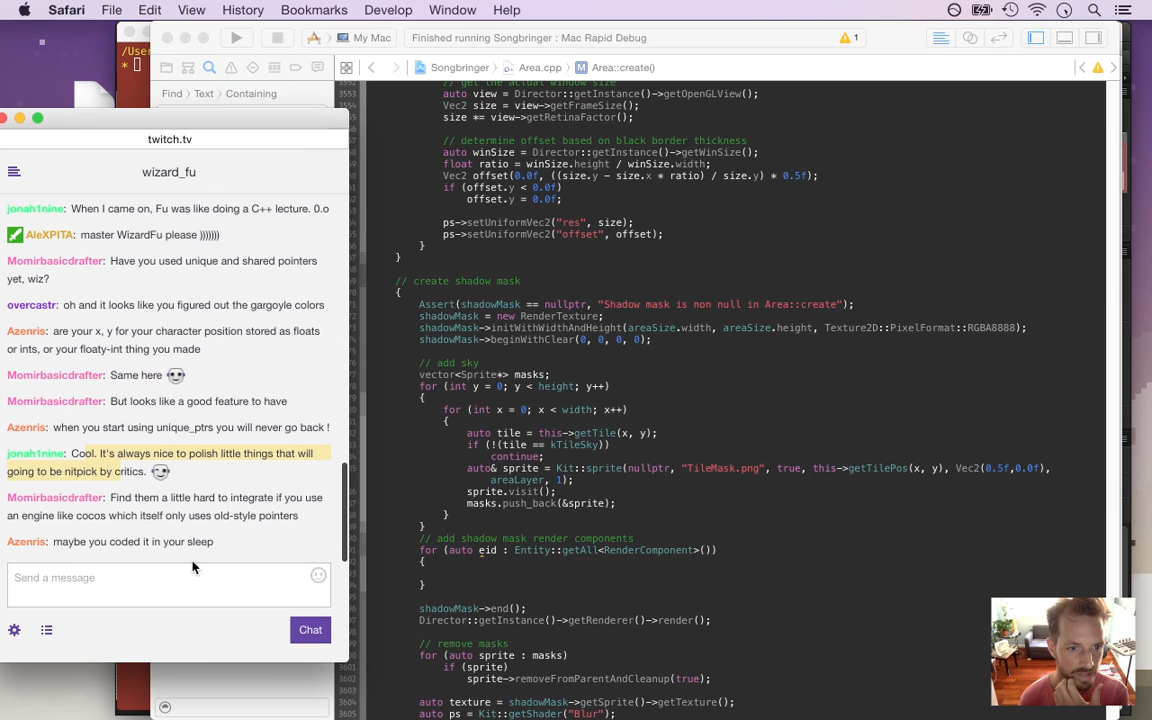 Safari File Edit View History Bookmarks Develop Window Help
/User
*
My Mac
Finished running Songbringer : Mac Rapid Debug
1
Songbringer
Area.cpp
Area::create()
Find
Text
Containing
twitch.tv
wizard_fu
jonah1nine: When I came on, Fu was like doing a C++ lecture. 0.o
AleXPITA: master WizardFu please )))))))
Momirbasicdrafter: Have you used unique and shared pointers
yet, wiz?
overcastr: oh and it looks like you figured out the gargoyle colors
Azenris: are your x, y for your character position stored as floats
or ints, or your floaty-int thing you made
Momirbasicdrafter: Same here
Momirbasicdrafter: But looks like a good feature to have
Azenris: when you start using unique_ptrs you will never go back !
jonah1nine: Cool. It's always nice to polish little things that will
going to be nitpick by critics.
Momirbasicdrafter: Find them a little hard to integrate if you use
an engine like cocos which itself only uses old-style pointers
Azenris: maybe you coded it in your sleep
Send a message
Chat
// get the actual window size
3553 auto view = Director::getInstance()->getOpenGLView();
Vec2 size = view->getFrameSize();
size *= view->getRetinaFactor();
// determine offset based on black border thickness
auto winSize = Director::getInstance()->getWinSize();
float ratio = winSize.height / winSize.width;
Vec2 offset(0.0f, ((size.y - size.x * ratio) / size.y) * 0.5f);
if (offset.y < 0.0f)
offset.y = 0.0f;
ps->setUniformVec2("res", size);
ps->setUniformVec2("offset", offset);
}
}
// create shadow mask
{
Assert(shadowMask == nullptr, "Shadow mask is non null in Area::create");
shadowMask = new RenderTexture;
shadowMask->initWithWidthAndHeight(areaSize.width, areaSize.height, Texture2D::PixelFormat::RGBA8888);
shadowMask->beginWithClear(0, 0, 0, 0);
// add sky
vector<Sprite*> masks;
for (int y = 0; y < height; y++)
{
for (int x = 0; x < width; x++)
{
auto tile = this->getTile(x, y);
if (!(tile == kTileSky))
continue;
auto& sprite = Kit::sprite(nullptr, "TileMask.png", true, this->getTilePos(x, y), Vec2(0.5f,0.0f),
areaLayer, 1);
sprite.visit();
masks.push_back(&sprite);
}
}
// add shadow mask render components
for (auto eid : Entity::getAll<RenderComponent>())
{
}
shadowMask->end();
Director::getInstance()->getRenderer()->render();
// remove masks
for (auto sprite : masks)
3601 if (sprite)
3602 sprite->removeFromParentAndCleanup(true);
3604 auto texture = shadowMask->getSprite()->getTexture();
3605 auto ps = Kit::getShader("Blur");